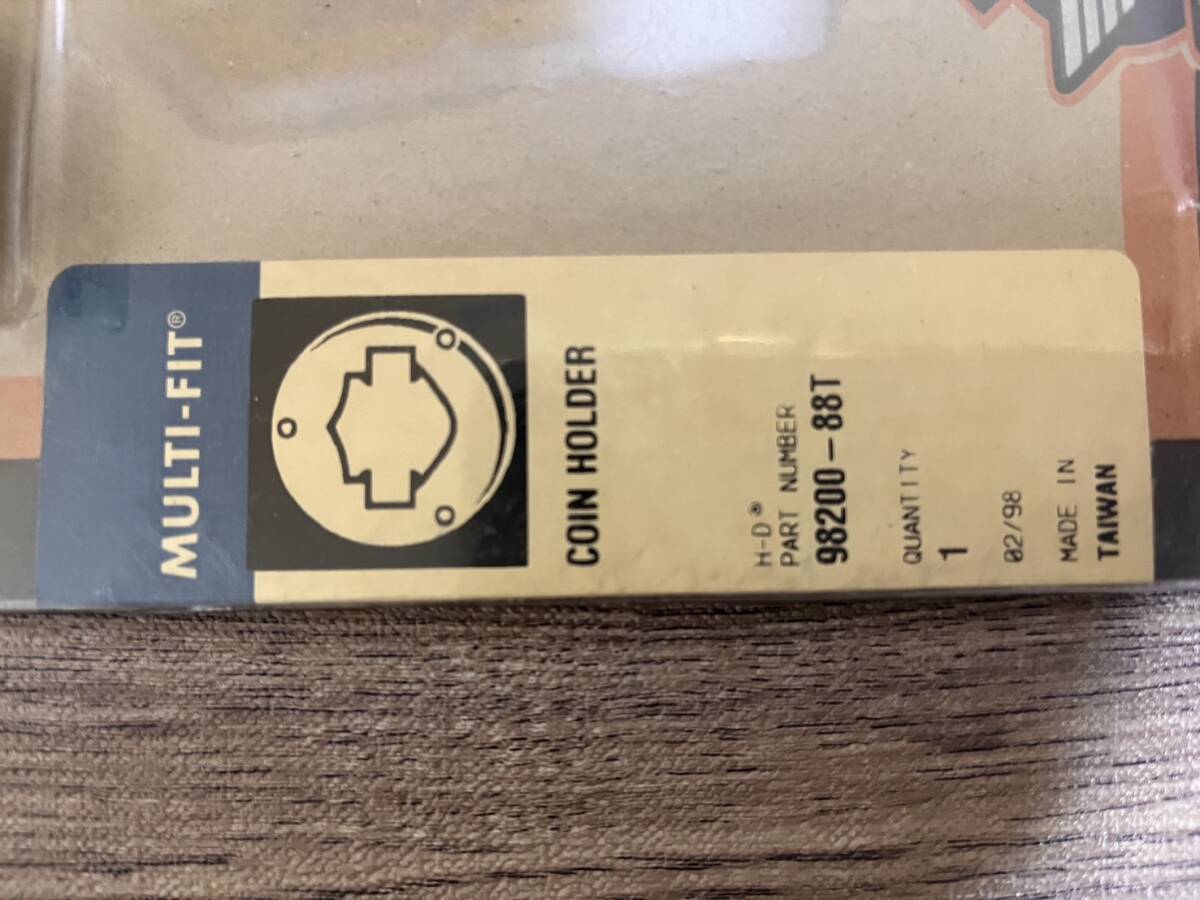 MULTI-FIT®
COIN HOLDER
H-D®
PART NUMBER
98200-88T
QUANTITY
1
02/98
MADE IN
TAIWAN